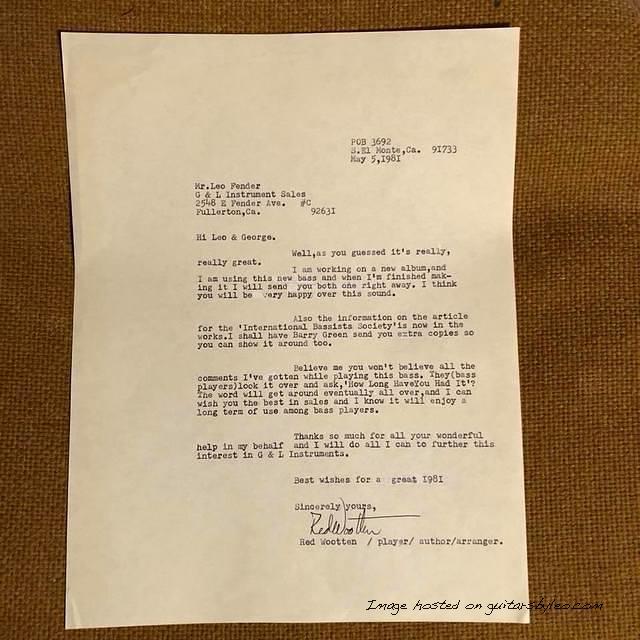 POB 3692
S.El Monte,Ca. 91733
May 5,1981
Mr.Leo Fender
G & L Instrument Sales
2548 E Fender Ave. #C
Fullerton,Ca. 92631
Hi Leo & George.
Well,as you guessed it's really,
really great.
I am working on a new album,and
I am using this new bass and when I'm finished mak-
ing it I will send you both one right away. I think
you will be very happy over this sound.
Also the information on the article
for the 'International Bassists Society'is now in the
works.I shall have Barry Green send you extra copies so
you can show it around too.
Believe me you won't believe all the
comments I've gotten while playing this bass. They(bass
players)look it over and ask,'How Long HaveYou Had It'?
The word will get around eventually all over,and I can
wish you the best in sales and I know it will enjoy a
long term of use among bass players.
Thanks so much for all your wonderful
help in my behalf and I will do all I can to further this
interest in G & L Instruments.
Best wishes for a great 1981
Sincerely yours,
Red Wootten
Red Wootten / player/ author/arranger.
Image hosted on guitarsbyleo.com